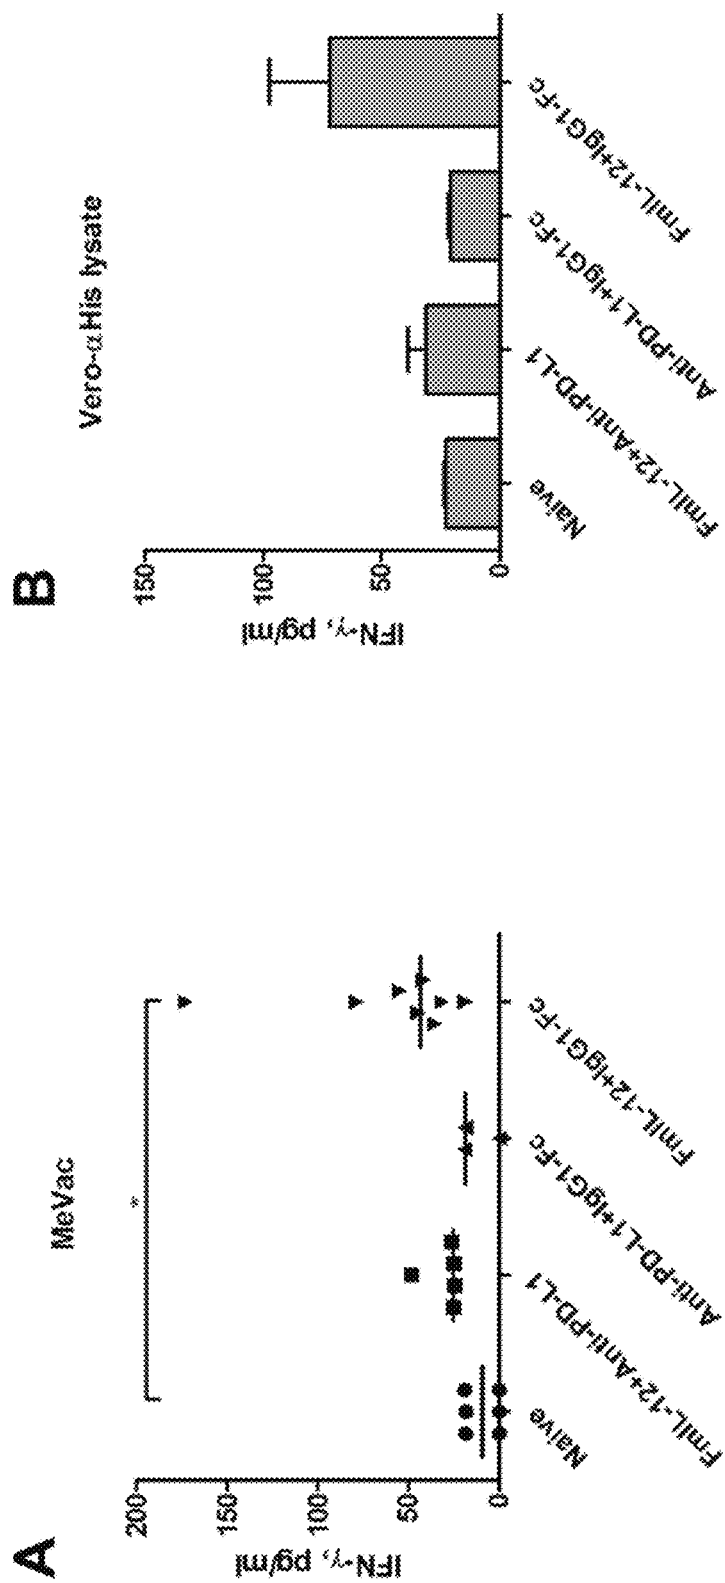 A
MeVac
*
IFN-γ, pg/ml
200
150
100
50
0
Naive
FmIL-12+Anti-PD-L1
Anti-PD-L1+IgG1-Fc
FmIL-12+IgG1-Fc
B
Vero-αHis lysate
IFN-γ, pg/ml
150
100
50
0
Naive
FmIL-12+Anti-PD-L1
Anti-PD-L1+IgG1-Fc
FmIL-12+IgG1-Fc